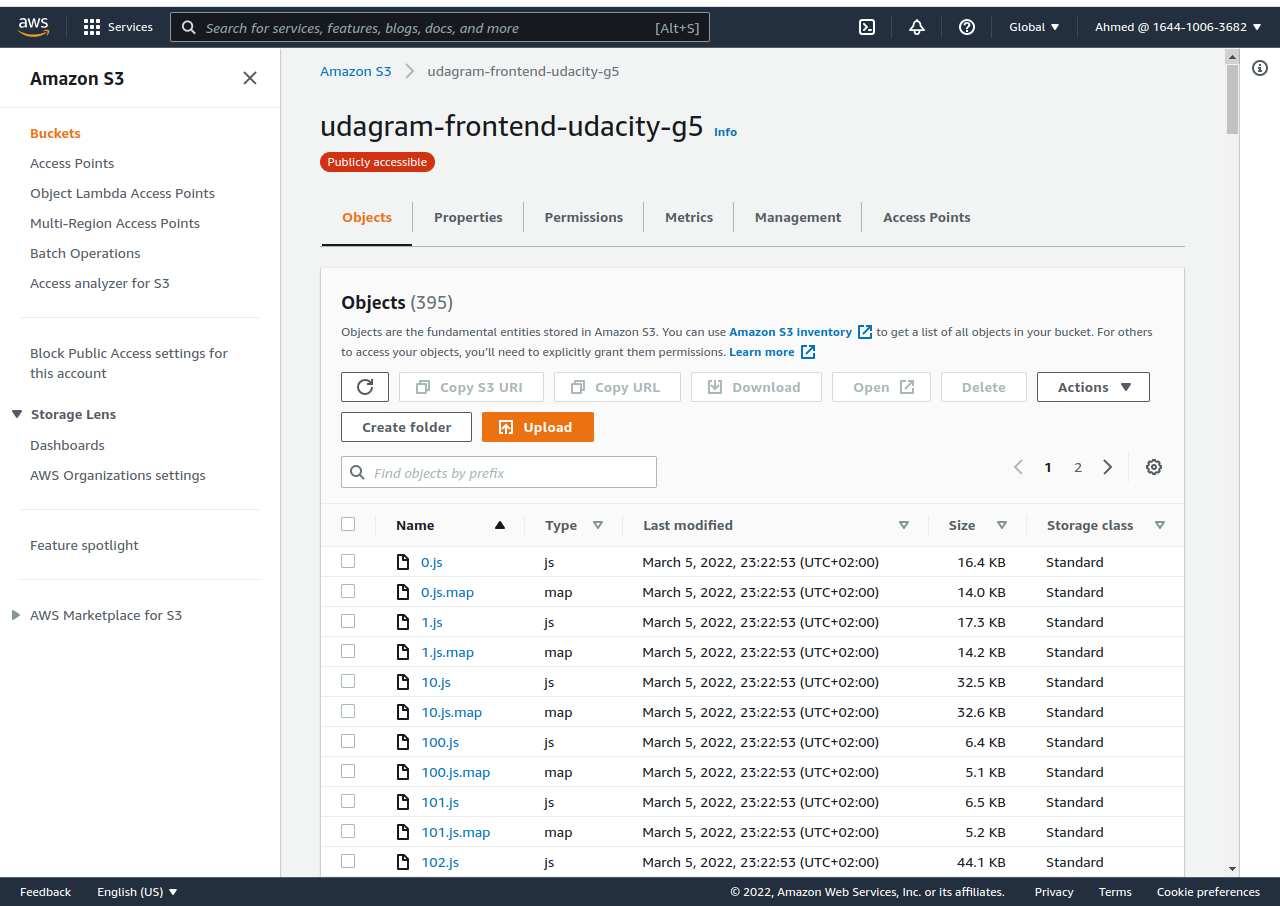 aws Services Search for services, features, blogs, docs, and more [Alt+S] Global Ahmed @ 1644-1006-3682
Amazon S3
Buckets
Access Points
Object Lambda Access Points
Multi-Region Access Points
Batch Operations
Access analyzer for S3
Block Public Access settings for
this account
Storage Lens
Dashboards
AWS Organizations settings
Feature spotlight
AWS Marketplace for S3
Amazon S3 udagram-frontend-udacity-g5
udagram-frontend-udacity-g5 Info
Publicly accessible
Objects Properties Permissions Metrics Management Access Points
Objects (395)
Objects are the fundamental entities stored in Amazon S3. You can use Amazon S3 inventory to get a list of all objects in your bucket. For others
to access your objects, you'll need to explicitly grant them permissions. Learn more
Copy S3 URI Copy URL Download Open Delete Actions
Create folder Upload
Find objects by prefix 1 2
Name Type Last modified Size Storage class
0.js js March 5, 2022, 23:22:53 (UTC+02:00) 16.4 KB Standard
0.js.map map March 5, 2022, 23:22:53 (UTC+02:00) 14.0 KB Standard
1.js js March 5, 2022, 23:22:53 (UTC+02:00) 17.3 KB Standard
1.js.map map March 5, 2022, 23:22:53 (UTC+02:00) 14.2 KB Standard
10.js js March 5, 2022, 23:22:53 (UTC+02:00) 32.5 KB Standard
10.js.map map March 5, 2022, 23:22:53 (UTC+02:00) 32.6 KB Standard
100.js js March 5, 2022, 23:22:53 (UTC+02:00) 6.4 KB Standard
100.js.map map March 5, 2022, 23:22:53 (UTC+02:00) 5.1 KB Standard
101.js js March 5, 2022, 23:22:53 (UTC+02:00) 6.5 KB Standard
101.js.map map March 5, 2022, 23:22:53 (UTC+02:00) 5.2 KB Standard
102.js js March 5, 2022, 23:22:53 (UTC+02:00) 44.1 KB Standard
Feedback English (US) © 2022, Amazon Web Services, Inc. or its affiliates. Privacy Terms Cookie preferences